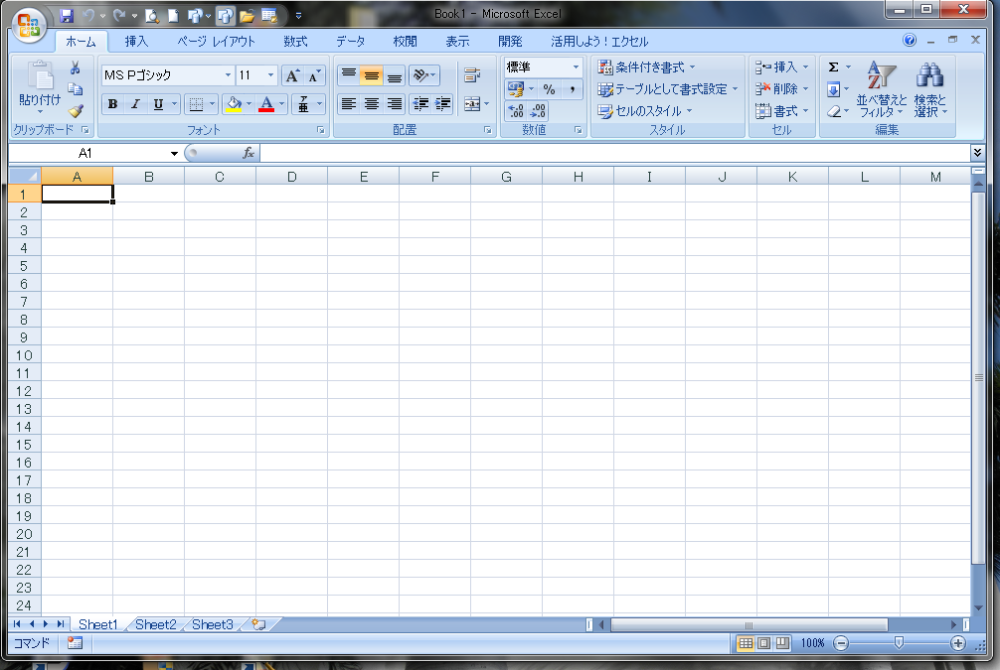 Book1 - Microsoft Excel
ホーム 挿入 ページ レイアウト 数式 データ 校閲 表示 開発 活用しよう！エクセル
MS Pゴシック 11 標準 条件付き書式 挿入 Σ
貼り付け % , テーブルとして書式設定 削除 並べ替えと フィルタ 検索と 選択
B I U A 亜 セルのスタイル 書式
クリップボード フォント 配置 数値 スタイル セル 編集
A1 fx
A B C D E F G H I J K L M
1
2
3
4
5
6
7
8
9
10
11
12
13
14
15
16
17
18
19
20
21
22
23
24
Sheet1 Sheet2 Sheet3
コマンド 100%